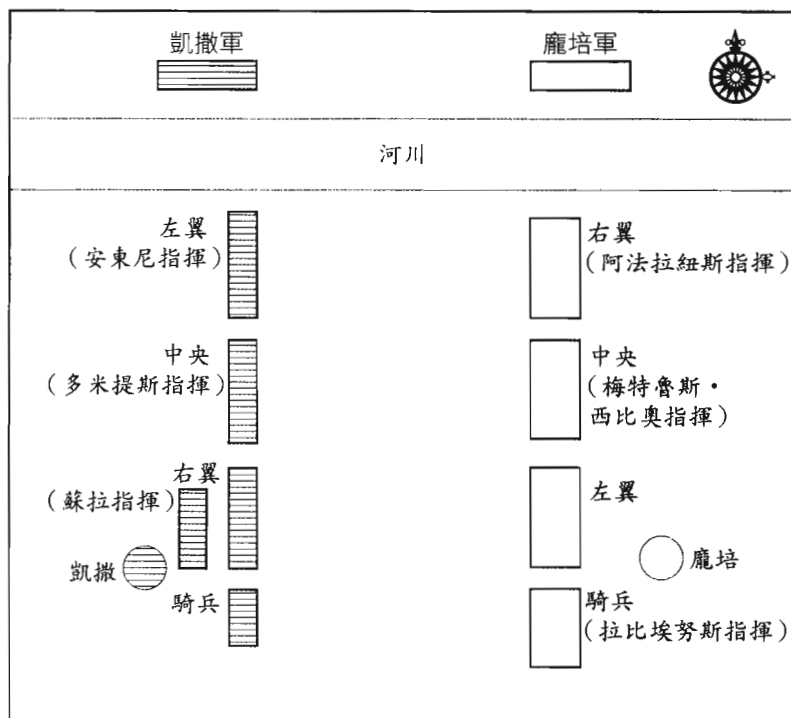 凱撒軍
龐培軍
河川
左翼
（安東尼指揮）
右翼
（阿法拉紐斯指揮）
中央
（多米提斯指揮）
中央
（梅特魯斯·
西比奧指揮）
右翼
（蘇拉指揮）
左翼
凱撒
龐培
騎兵
騎兵
（拉比埃努斯指揮）